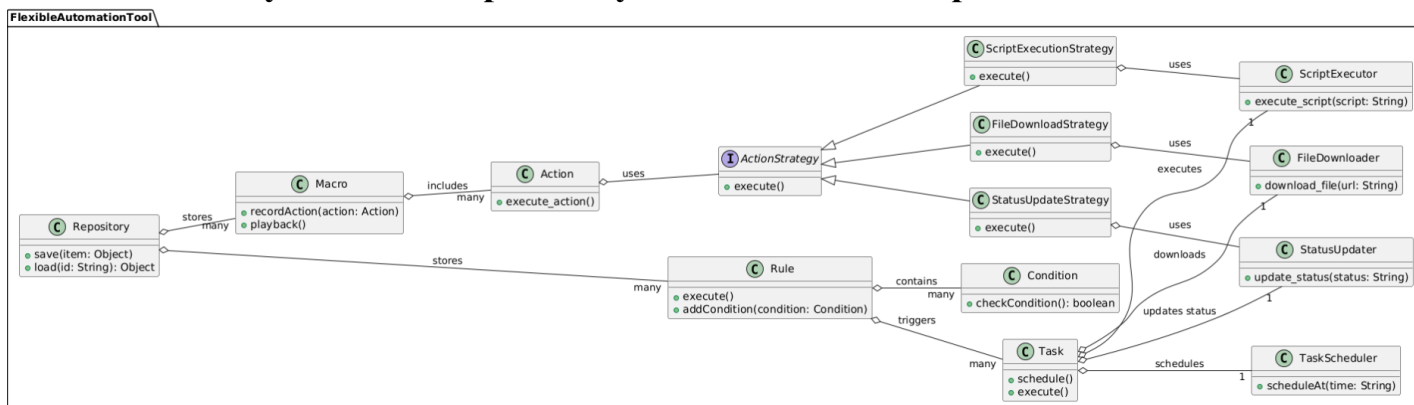 FlexibleAutomationTool
C ScriptExecutionStrategy
execute()
uses
C ScriptExecutor
execute_script(script: String)
1
C FileDownloadStrategy
execute()
uses
C FileDownloader
download_file(url: String)
1
executes
I ActionStrategy
execute()
C Action
execute_action()
uses
C Macro
recordAction(action: Action)
playback()
includes
many
C StatusUpdateStrategy
execute()
uses
C StatusUpdater
update_status(status: String)
1
C Repository
save(item: Object)
load(id: String): Object
stores
many
stores
many
C Rule
execute()
addCondition(condition: Condition)
contains
many
C Condition
checkCondition(): boolean
downloads
updates status
triggers
many
C Task
schedule()
execute()
schedules
1
C TaskScheduler
scheduleAt(time: String)